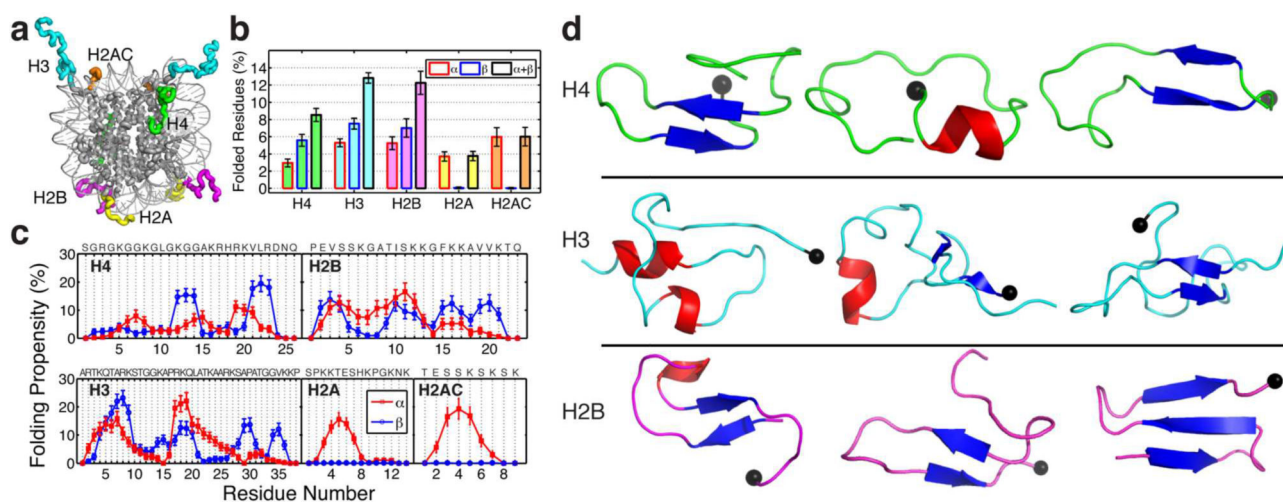 a
H3
H2AC
H4
H2B
H2A
b
Folded Residues (%)
14
12
10
8
6
4
2
0
α β α+β
H4 H3 H2B H2A H2AC
c
Folding Propensity (%)
SGRGKGGKGLGKGGAKRHRKVLRDNQ
PEVSSKGATISKKGFKKAVVKTQ
30
20
10
0
H4
H2B
5 10 15 20 25
5 10 15 20
ARTKQTARKSTGGKAPRKQLATKAARKSAPATGGVKKP
SPKKTESHKPGKNK
TESSKSKSK
30
20
10
0
H3
H2A
H2AC
α
β
5 10 15 20 25 30 35
4 8 12
2 4 6 8
Residue Number
d
H4
H3
H2B